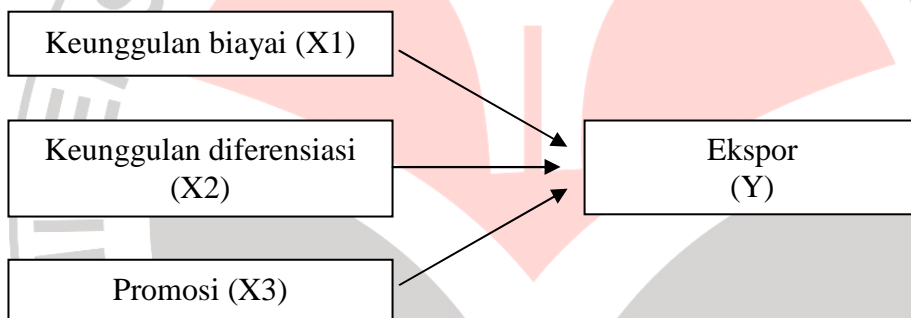 Keunggulan biayai (X1)
Keunggulan diferensiasi
(X2)
Promosi (X3)
Ekspor
(Y)